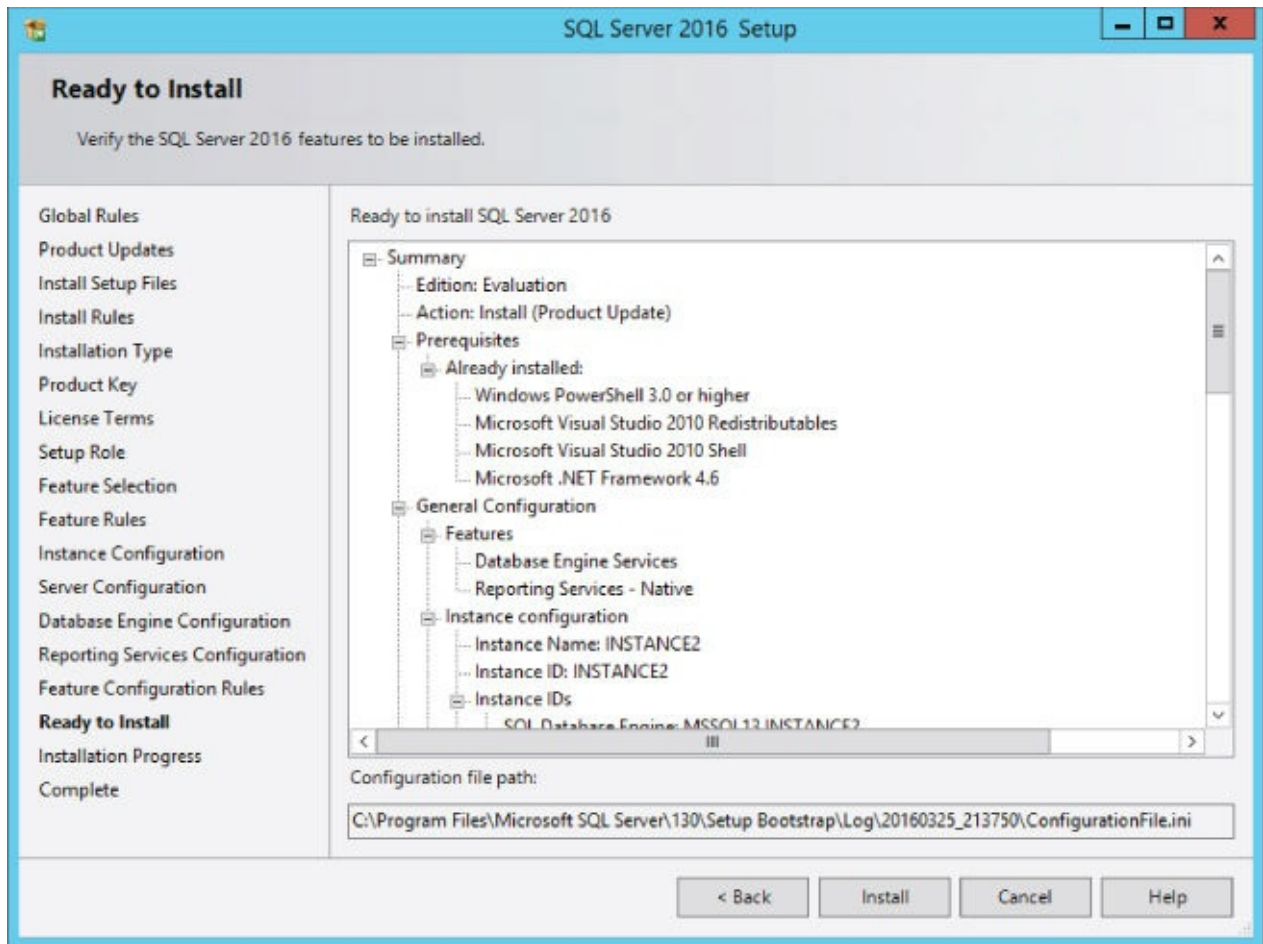 SQL Server 2016 Setup
Ready to Install
Verify the SQL Server 2016 features to be installed.
Global Rules
Product Updates
Install Setup Files
Install Rules
Installation Type
Product Key
License Terms
Setup Role
Feature Selection
Feature Rules
Instance Configuration
Server Configuration
Database Engine Configuration
Reporting Services Configuration
Feature Configuration Rules
Ready to Install
Installation Progress
Complete
Ready to install SQL Server 2016
Summary
Edition: Evaluation
Action: Install (Product Update)
Prerequisites
Already installed:
Windows PowerShell 3.0 or higher
Microsoft Visual Studio 2010 Redistributables
Microsoft Visual Studio 2010 Shell
Microsoft .NET Framework 4.6
General Configuration
Features
Database Engine Services
Reporting Services - Native
Instance configuration
Instance Name: INSTANCE2
Instance ID: INSTANCE2
Instance IDs
SQL Database Engine: MSSQL13.INSTANCE2
Configuration file path:
C:\Program Files\Microsoft SQL Server\130\Setup Bootstrap\Log\20160325_213750\ConfigurationFile.ini
< Back
Install
Cancel
Help